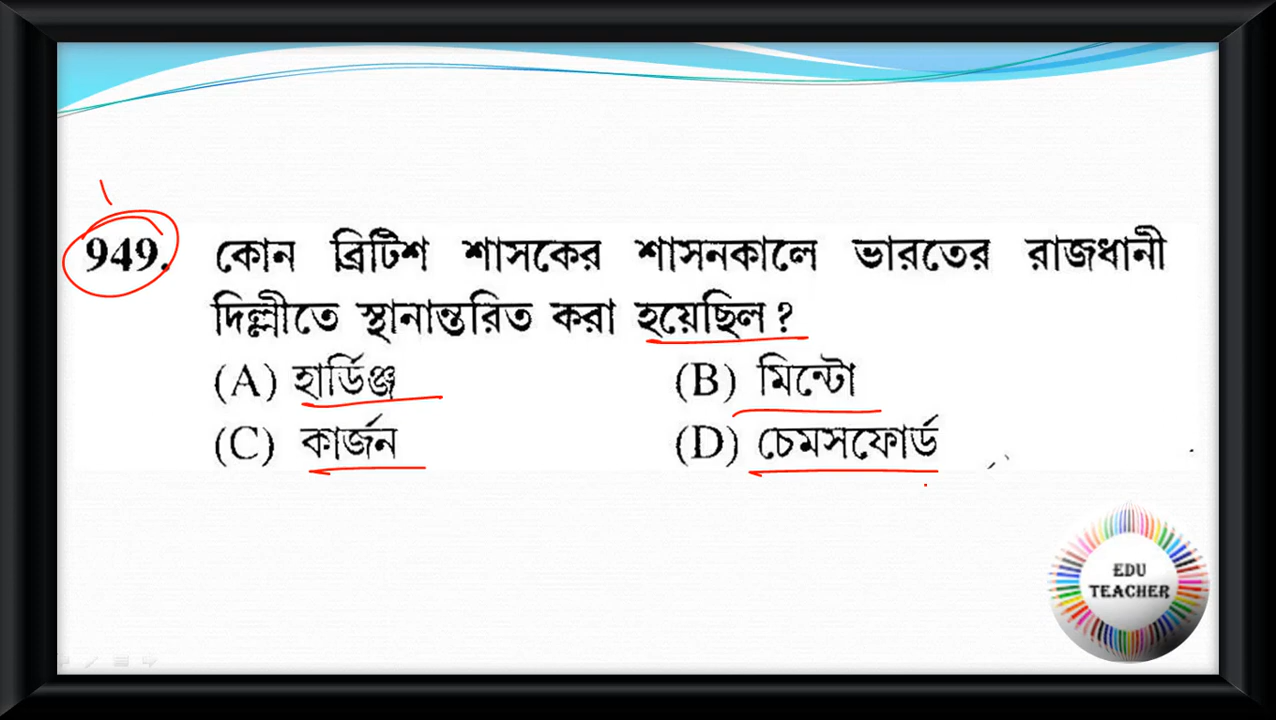 949. কোন ব্রিটিশ শাসকের শাসনকালে ভারতের রাজধানী
দিল্লীতে স্থানান্তরিত করা হয়েছিল ?
(A) হার্ডিঞ্জ (B) মিন্টো
(C) কার্জন (D) চেমসফোর্ড
EDU
TEACHER